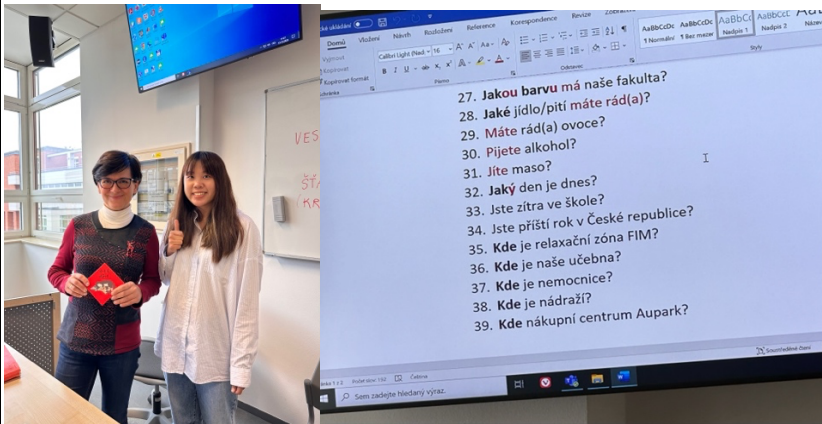 VES
ŠŤA
KR
Domů Vložení Návrh Rozložení Reference Korespondence Revize Zobrazení
Vyjmout
Kopírovat
Kopírovat formát
Calibri Light (Nad 16
Písmo
Odstavec
Styly
AaBbCcDc AaBbCcDc AaBbC AaBbCcC
1 Normální 1 Bez mezer Nadpis 1 Nadpis 2 Název
27. Jakou barvu má naše fakulta?
28. Jaké jídlo/pití máte rád(a)?
29. Máte rád(a) ovoce?
30. Pijete alkohol?
31. Jíte maso?
32. Jaký den je dnes?
33. Jste zítra ve škole?
34. Jste příští rok v České republice?
35. Kde je relaxační zóna FIM?
36. Kde je naše učebna?
37. Kde je nemocnice?
38. Kde je nádraží?
39. Kde nákupní centrum Aupark?
Čeština
Sem zadejte hledaný výraz.